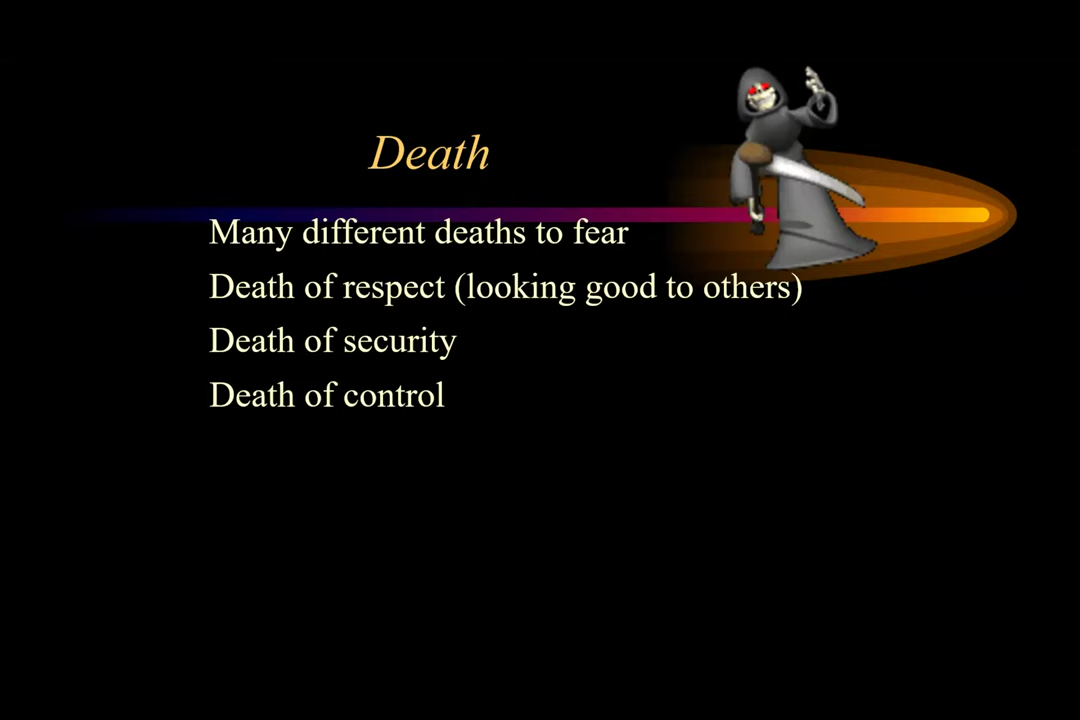 Death
Many different deaths to fear
Death of respect (looking good to others)
Death of security
Death of control